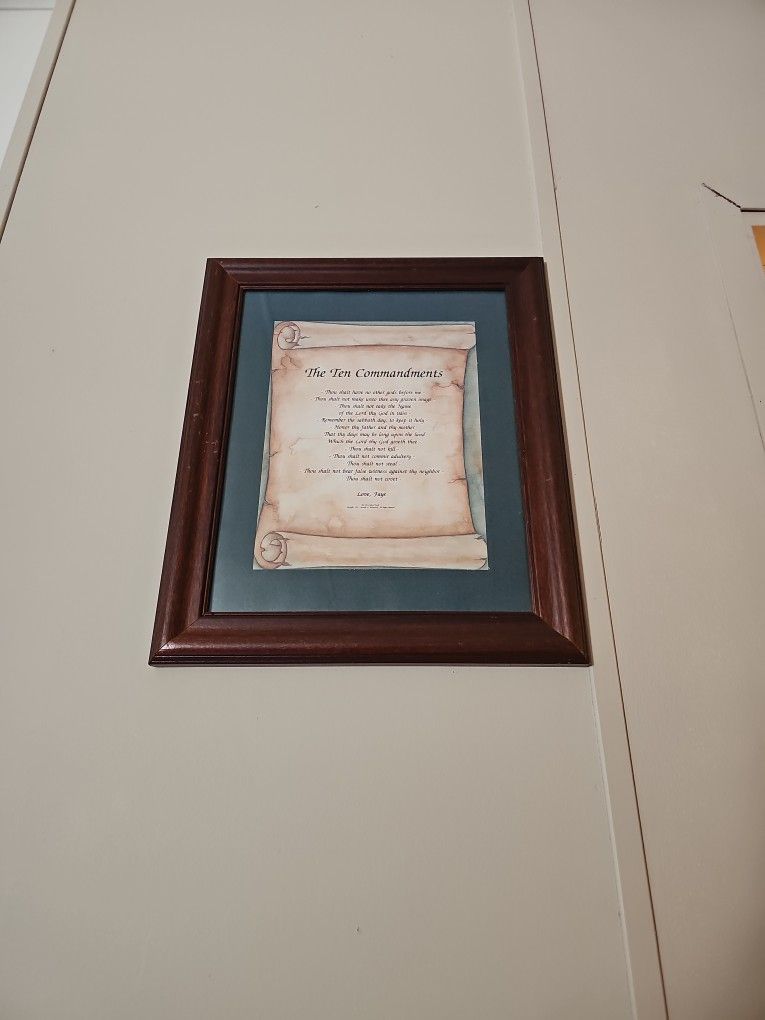 The Ten Commandments
Thou shalt have no other gods before me
Thou shalt not make unto thee any graven image
Thou shalt not take the Name
of the Lord thy God in vain -
Remember the sabbath day, to keep it holy
Honor thy father and thy mother
That thy days may be long upon the land
Which the Lord thy God giveth thee
- Thou shalt not kill -
- Thou shalt not commit adultery -
Thou shalt not steal
Thou shalt not bear false witness against thy neighbor -
Thou shalt not covet
Love, Faye